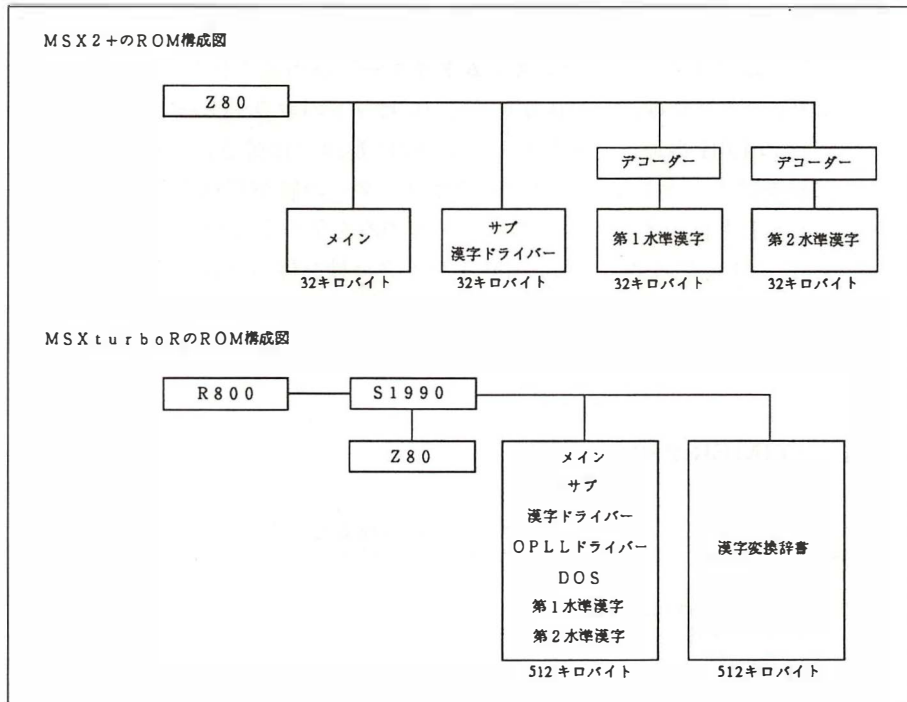 MSX2+のROM構成図
Z80
デコーダー
デコーダー
メイン
サブ
漢字ドライバー
第1水準漢字
第2水準漢字
32キロバイト
32キロバイト
32キロバイト
32キロバイト
MSXturboRのROM構成図
R800
S1990
Z80
メイン
サブ
漢字ドライバー
OPLLドライバー
DOS
第1水準漢字
第2水準漢字
漢字変換辞書
512キロバイト
512キロバイト